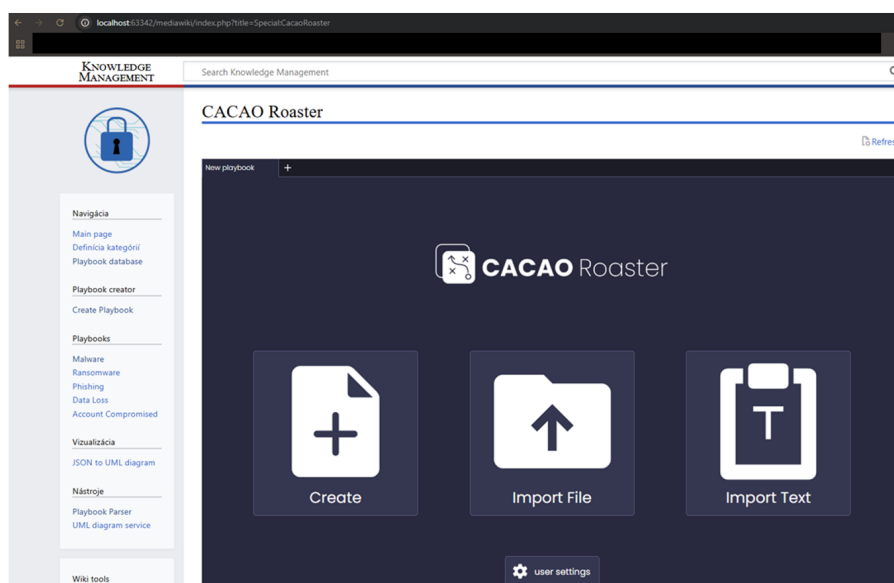 localhost:63342/mediawiki/index.php?title=Special:CacaoRoaster
KNOWLEDGE
MANAGEMENT
Search Knowledge Management
CACAO Roaster
Refres
New playbook +
CACAO Roaster
Create
Import File
T
Import Text
user settings
Navigácia
Main page
Definícia kategórií
Playbook database
Playbook creator
Create Playbook
Playbooks
Malware
Ransomware
Phishing
Data Loss
Account Compromised
Vizualizácia
JSON to UML diagram
Nástroje
Playbook Parser
UML diagram service
Wiki tools